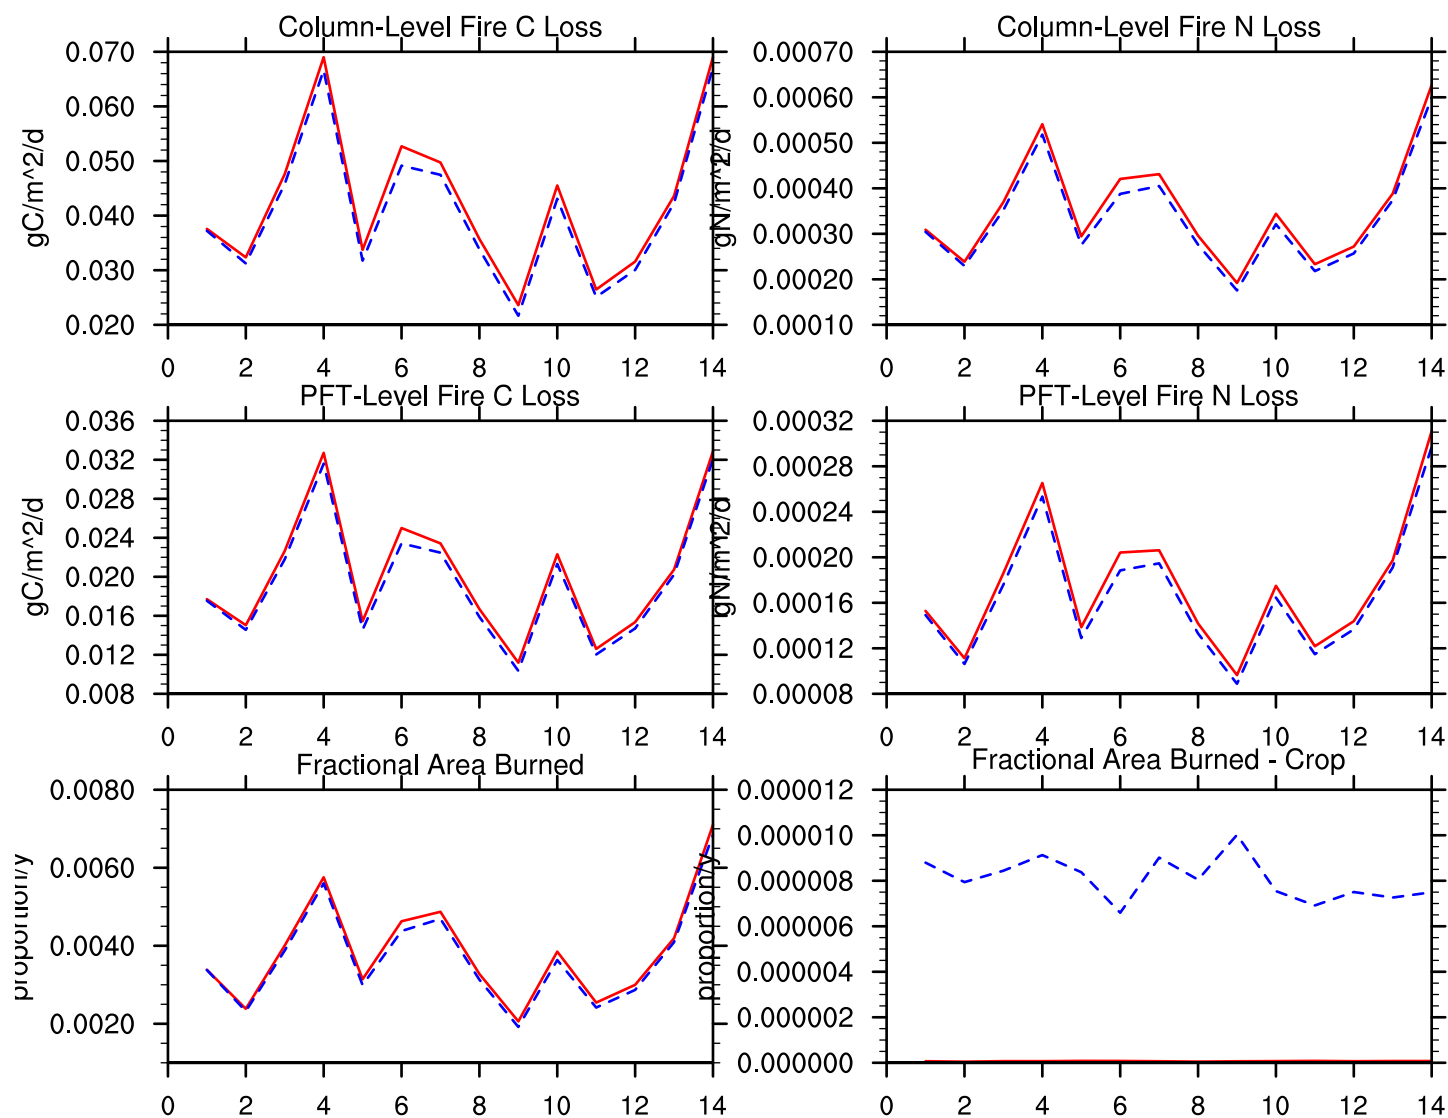 Column-Level Fire C Loss
0.070
0.060
0.050
0.040
0.030
0.020
gC/m^2/d
0 2 4 6 8 10 12 14
Column-Level Fire N Loss
0.00070
0.00060
0.00050
0.00040
0.00030
0.00020
0.00010
gN/m^2/d
0 2 4 6 8 10 12 14
PFT-Level Fire C Loss
0.036
0.032
0.028
0.024
0.020
0.016
0.012
0.008
gC/m^2/d
0 2 4 6 8 10 12 14
PFT-Level Fire N Loss
0.00032
0.00028
0.00024
0.00020
0.00016
0.00012
0.00008
gN/m^2/d
0 2 4 6 8 10 12 14
Fractional Area Burned
0.0080
0.0060
0.0040
0.0020
proportion/y
0 2 4 6 8 10 12 14
Fractional Area Burned - Crop
0.000012
0.000010
0.000008
0.000006
0.000004
0.000002
0.000000
proportion/y
0 2 4 6 8 10 12 14